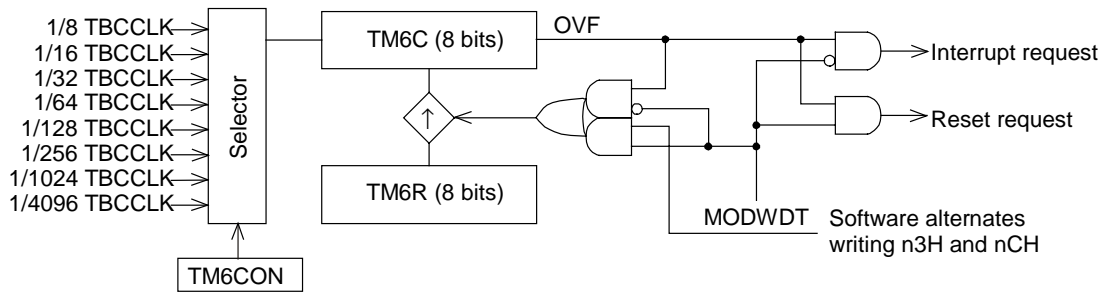 1/8 TBCCLK
1/16 TBCCLK
1/32 TBCCLK
1/64 TBCCLK
1/128 TBCCLK
1/256 TBCCLK
1/1024 TBCCLK
1/4096 TBCCLK
Selector
TM6CON
TM6C (8 bits)
OVF
↑
TM6R (8 bits)
Interrupt request
Reset request
MODWDT
Software alternates
writing n3H and nCH